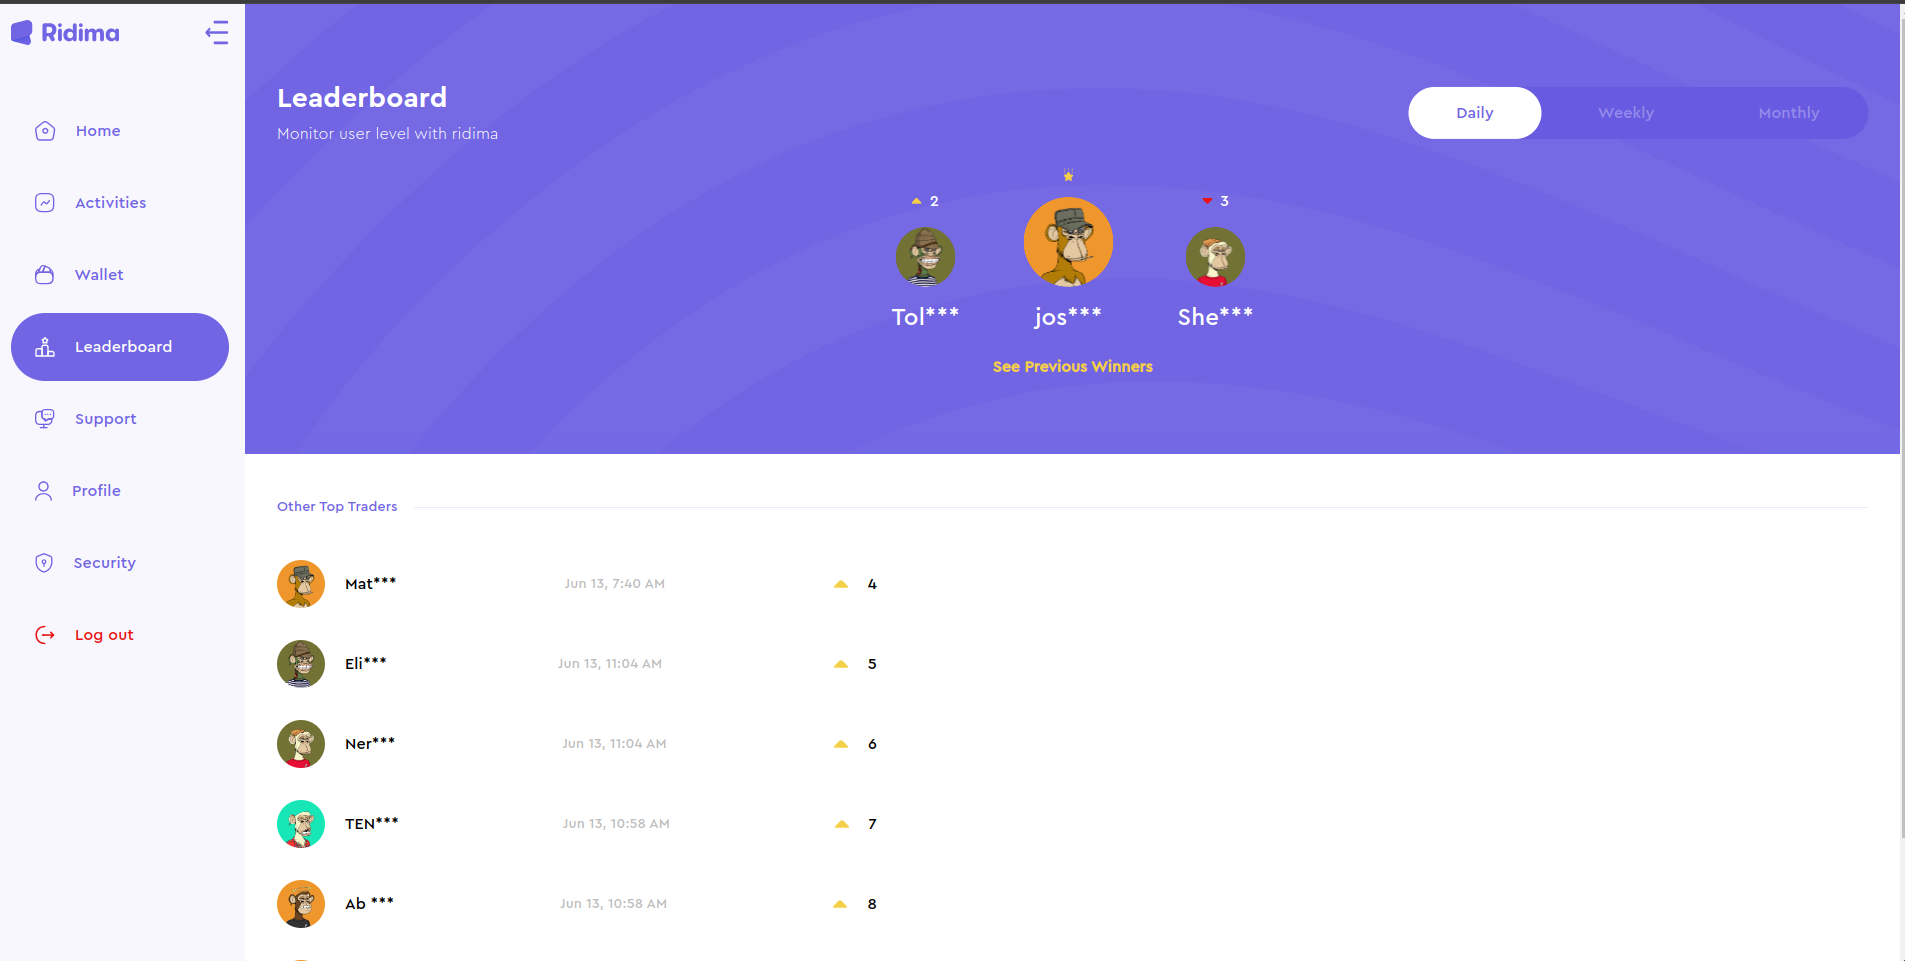 Ridima
Home
Activities
Wallet
Leaderboard
Support
Profile
Security
Log out
Leaderboard
Monitor user level with ridima
Daily Weekly Monthly
2 3
Tol*** jos*** She***
See Previous Winners
Other Top Traders
Mat*** Jun 13, 7:40 AM 4
Eli*** Jun 13, 11:04 AM 5
Ner*** Jun 13, 11:04 AM 6
TEN*** Jun 13, 10:58 AM 7
Ab *** Jun 13, 10:58 AM 8